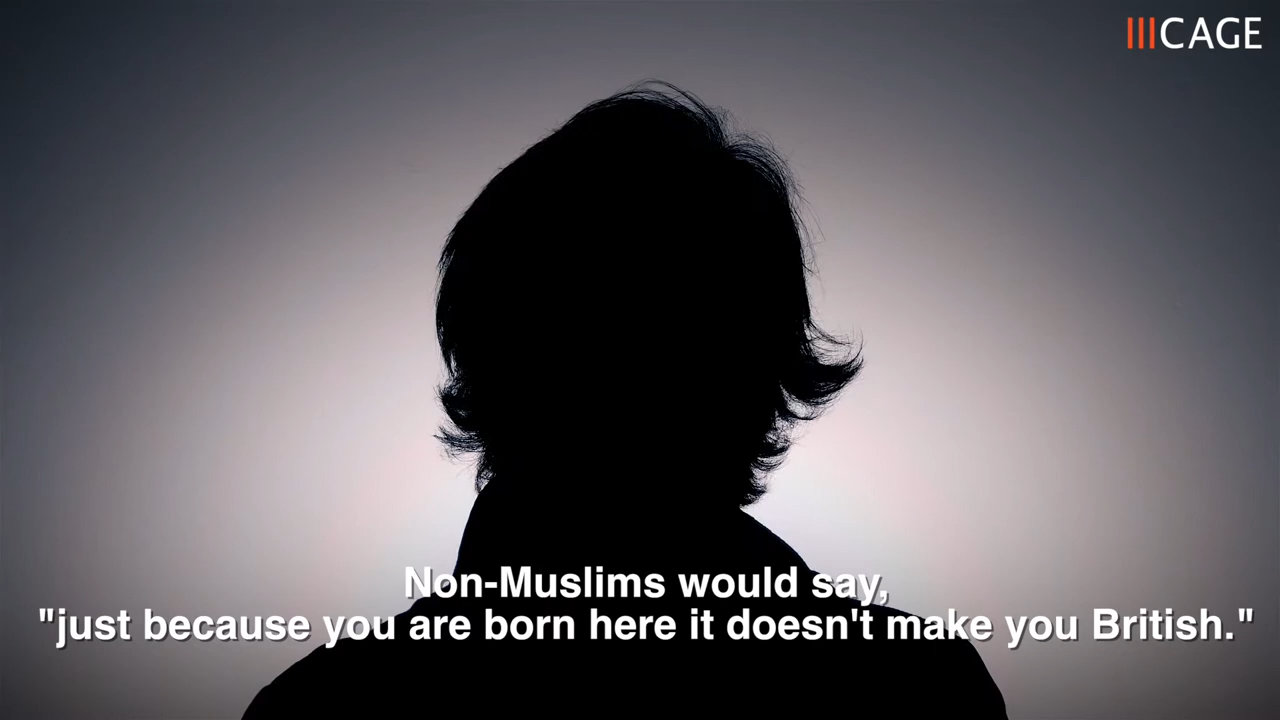 CAGE
Non-Muslims would say,
"just because you are born here it doesn't make you British."